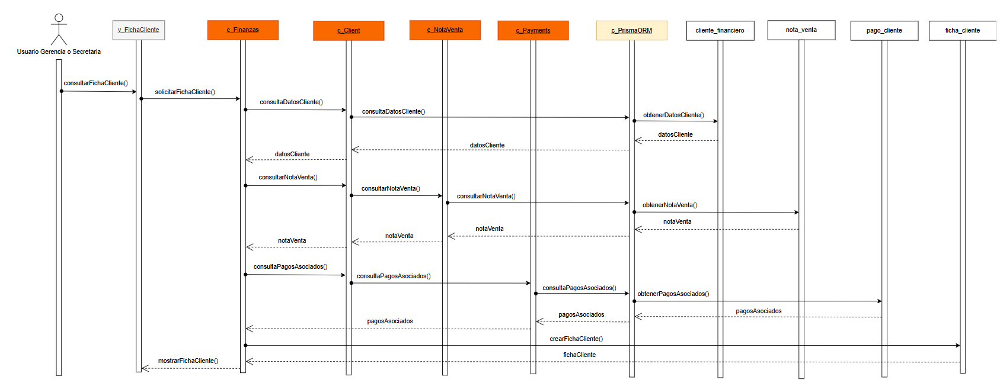 v_FichaCliente
c_Finanzas
c_Client
c_NotaVenta
c_Payments
c_PrismaORM
cliente_financiero
nota_venta
pago_cliente
ficha_cliente
Usuario Gerencia o Secretaria
consultarFichaCliente()
solicitarFichaCliente()
consultaDatosCliente()
consultaDatosCliente()
obtenerDatosCliente()
datosCliente
datosCliente
datosCliente
consultarNotaVenta()
consultarNotaVenta()
consultarNotaVenta()
obtenerNotaVenta()
notaVenta
notaVenta
notaVenta
notaVenta
consultaPagosAsociados()
consultaPagosAsociados()
consultaPagosAsociados()
obtenerPagosAsociados()
pagosAsociados
pagosAsociados
pagosAsociados
crearFichaCliente()
fichaCliente
mostrarFichaCliente()